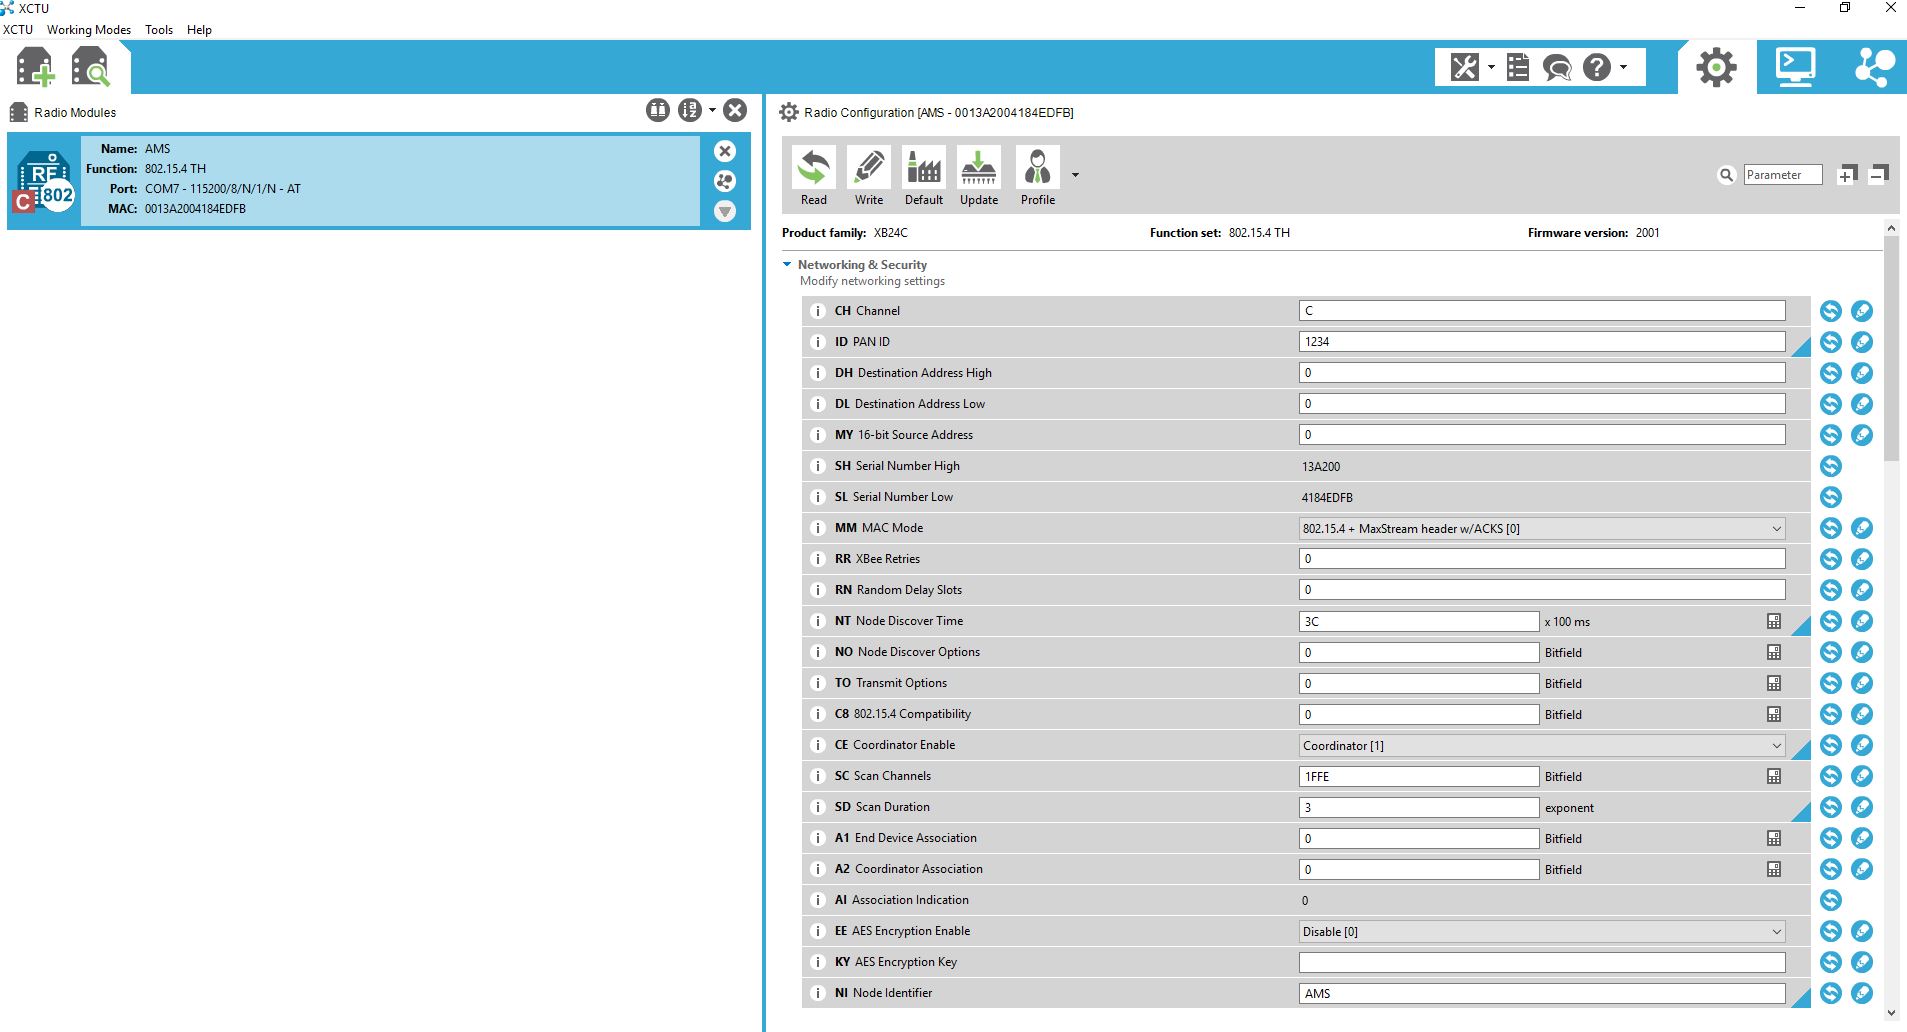 XCTU
XCTU Working Modes Tools Help
Radio Modules
Name: AMS
Function: 802.15.4 TH
Port: COM7 - 115200/8/N/1/N - AT
MAC: 0013A2004184EDFB
RF
802
C
Radio Configuration [AMS - 0013A2004184EDFB]
Read Write Default Update Profile
Parameter
Product family: XB24C Function set: 802.15.4 TH Firmware version: 2001
Networking & Security
Modify networking settings
i CH Channel C
i ID PAN ID 1234
i DH Destination Address High 0
i DL Destination Address Low 0
i MY 16-bit Source Address 0
i SH Serial Number High 13A200
i SL Serial Number Low 4184EDFB
i MM MAC Mode 802.15.4 + MaxStream header w/ACKS [0]
i RR XBee Retries 0
i RN Random Delay Slots 0
i NT Node Discover Time 3C x 100 ms
i NO Node Discover Options 0 Bitfield
i TO Transmit Options 0 Bitfield
i C8 802.15.4 Compatibility 0 Bitfield
i CE Coordinator Enable Coordinator [1]
i SC Scan Channels 1FFE Bitfield
i SD Scan Duration 3 exponent
i A1 End Device Association 0 Bitfield
i A2 Coordinator Association 0 Bitfield
i AI Association Indication 0
i EE AES Encryption Enable Disable [0]
i KY AES Encryption Key
i NI Node Identifier AMS